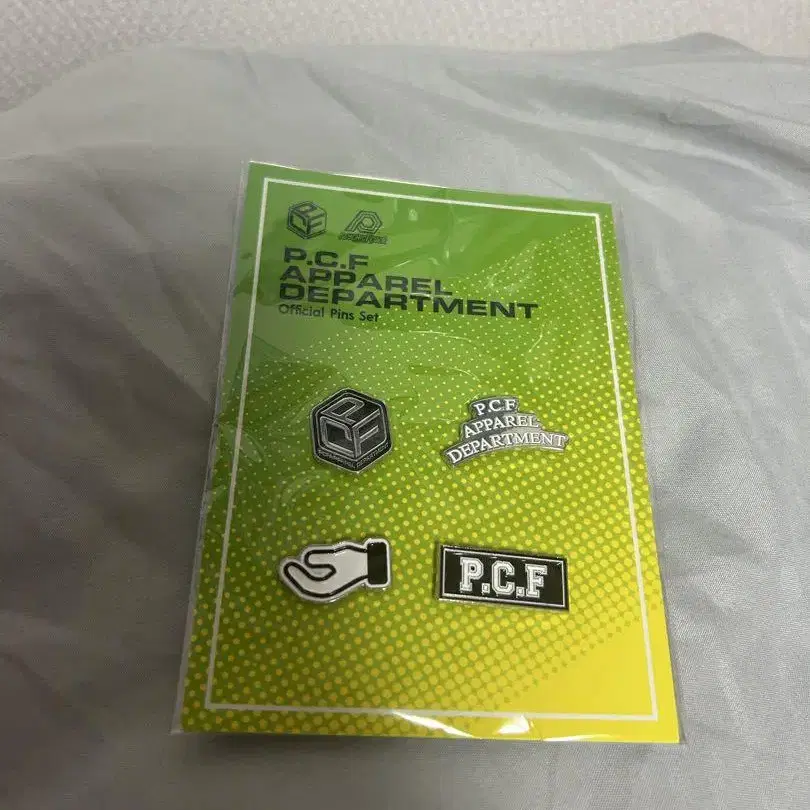 P.C.F
APPAREL
DEPARTMENT
Official Pins Set
P.C.F
APPAREL
DEPARTMENT
P.C.F